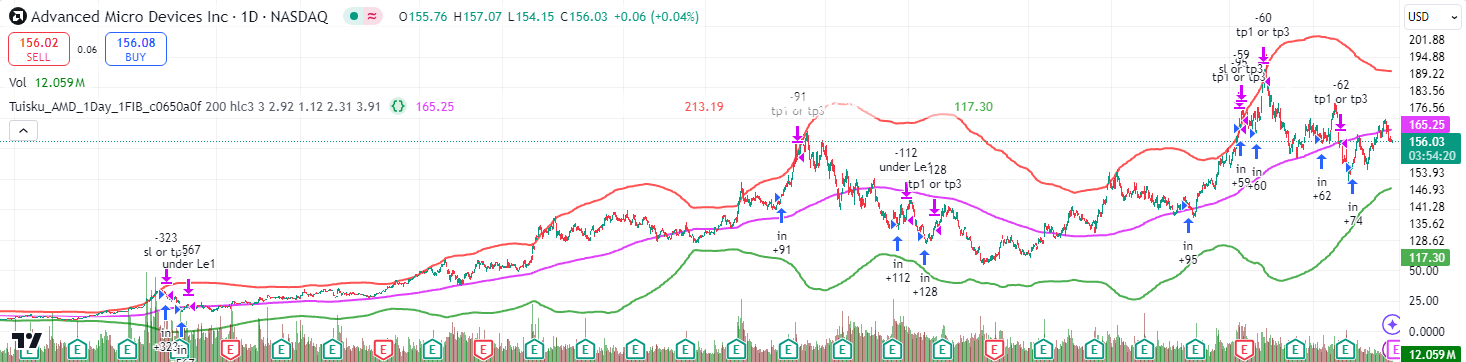 Advanced Micro Devices Inc · 1D · NASDAQ O155.76 H157.07 L154.15 C156.03 +0.06 (+0.04%)
USD
156.02 SELL
0.06
156.08 BUY
Vol 12.059M
Tuisku_AMD_1Day_1FIB_c0650a0f 200 hlc3 3 2.92 1.12 2.31 3.91 {} 165.25 213.19 117.30
-323
sl or tp
567
under Le1
in
+323
in
-91
tp1 or tp3
in
+91
-112
under Le1
-128
tp1 or tp3
in
+112
in
+128
in
+95
-60
tp1 or tp3
-59
sl or tp3
tp1 or tp3
in
+59
in
+60
-62
tp1 or tp3
in
+62
in
+74
201.88
194.88
189.22
183.56
176.56
165.25
156.03
03:54:20
153.93
146.93
141.28
135.62
128.62
117.30
50.00
25.00
0.0000
12.059M
E E E E E E E E E E E E E E E E E E E E E E E E E E